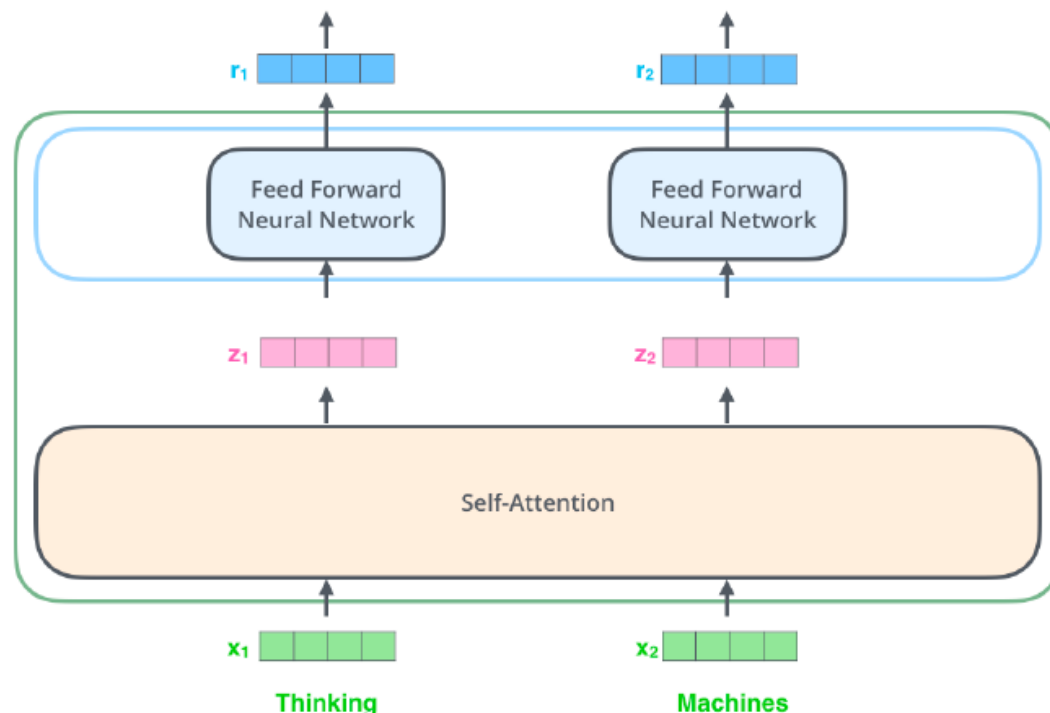 r₁ r₂
Feed Forward
Neural Network
Feed Forward
Neural Network
z₁ z₂
Self-Attention
x₁ x₂
Thinking Machines